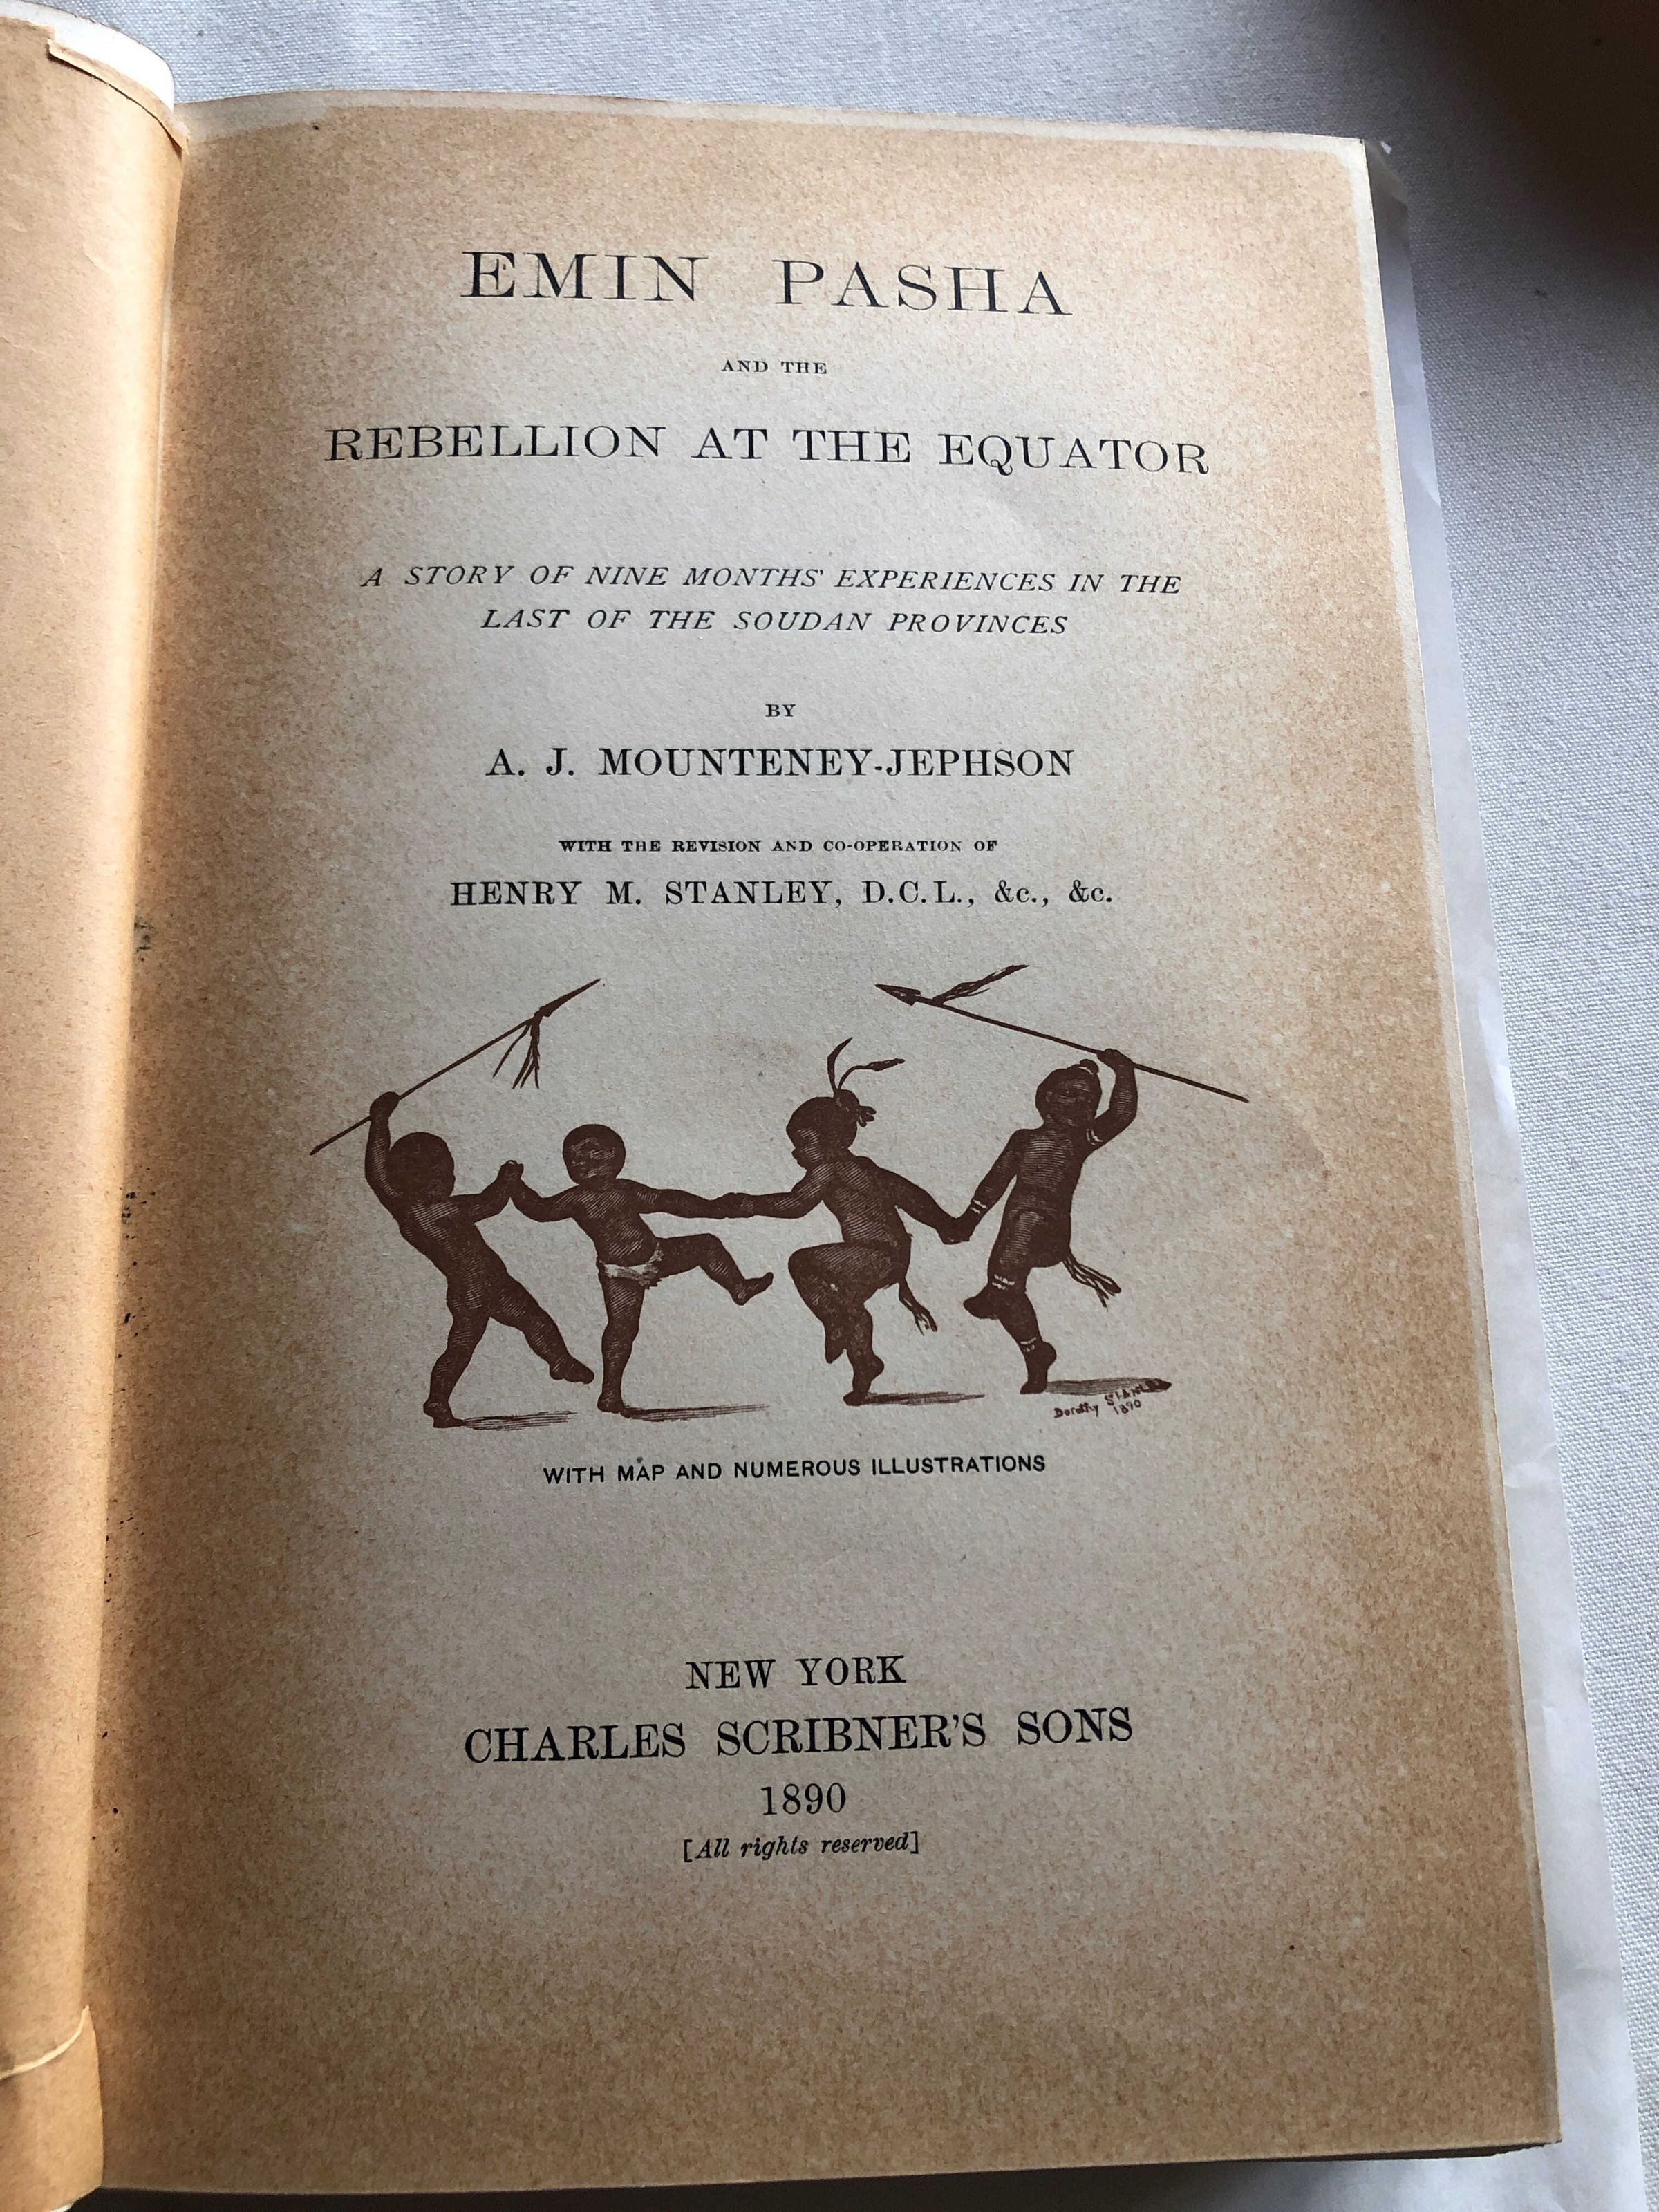 EMIN PASHA
AND THE
REBELLION AT THE EQUATOR
A STORY OF NINE MONTHS' EXPERIENCES IN THE
LAST OF THE SOUDAN PROVINCES
BY
A. J. MOUNTENEY-JEPHSON
WITH THE REVISION AND CO-OPERATION OF
HENRY M. STANLEY, D.C.L., &c., &c.
Dorothy STANLEY
1890
WITH MAP AND NUMEROUS ILLUSTRATIONS
NEW YORK
CHARLES SCRIBNER'S SONS
1890
[All rights reserved]